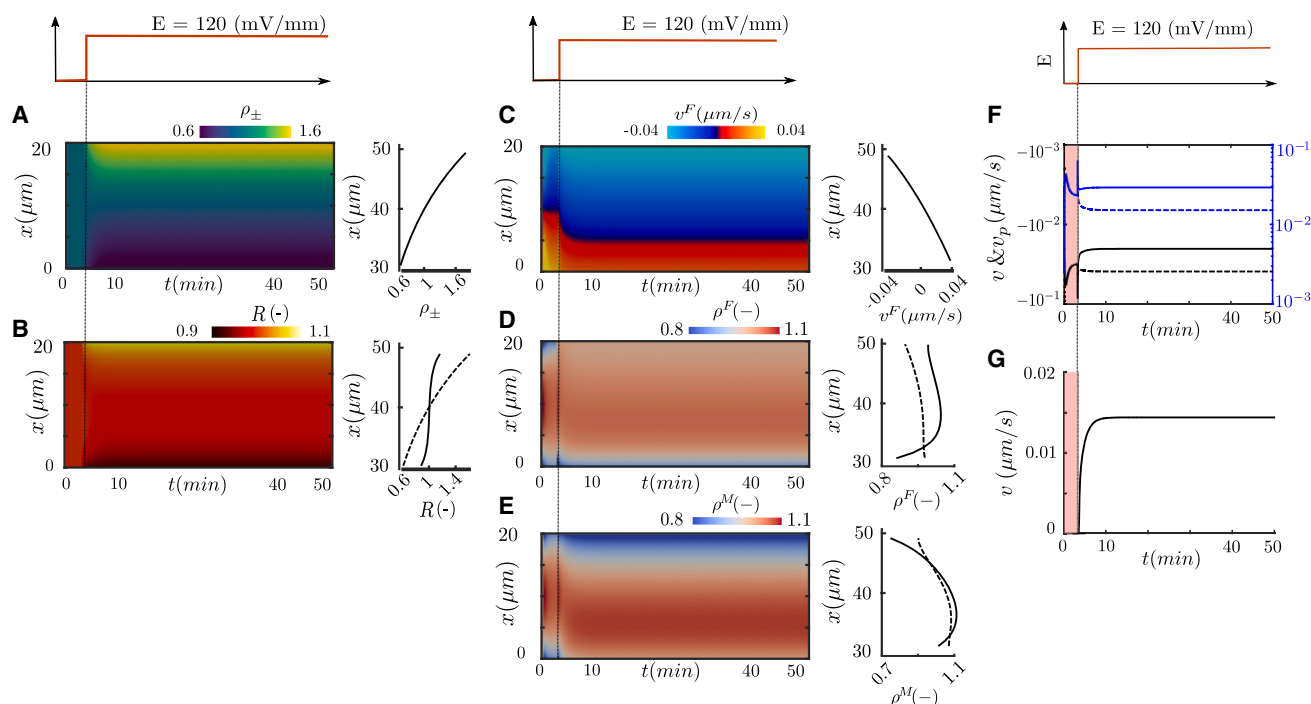 E = 120 (mV/mm)
E = 120 (mV/mm)
E = 120 (mV/mm)
E
A
ρ±
0.6 1.6
20
x(μm)
0
0 10 t(min) 40 50
50
x(μm)
40
30
0.6 1 1.6
ρ±
B
R(-)
0.9 1.1
20
x(μm)
0
0 10 t(min) 40 50
50
x(μm)
40
30
0.6 1 1.4
R(-)
C
v^F(μm/s)
-0.04 0.04
20
x(μm)
0
0 10 t(min) 40 50
50
x(μm)
40
30
-0.04 0 0.04
v^F(μm/s)
D
ρ^F(-)
0.8 1.1
20
x(μm)
0
0 10 t(min) 40 50
50
x(μm)
40
30
0.8 1.1
ρ^F(-)
E
ρ^M(-)
0.8 1.1
20
x(μm)
0
0 10 t(min) 40 50
50
x(μm)
40
30
0.7 1.1
ρ^M(-)
F
-10^-3
-10^-2
-10^-1
v & v_p(μm/s)
10^-1
10^-2
10^-3
0 10 20 30 40 50
t(min)
G
0.02
0.01
0
v (μm/s)
0 10 20 30 40 50
t(min)